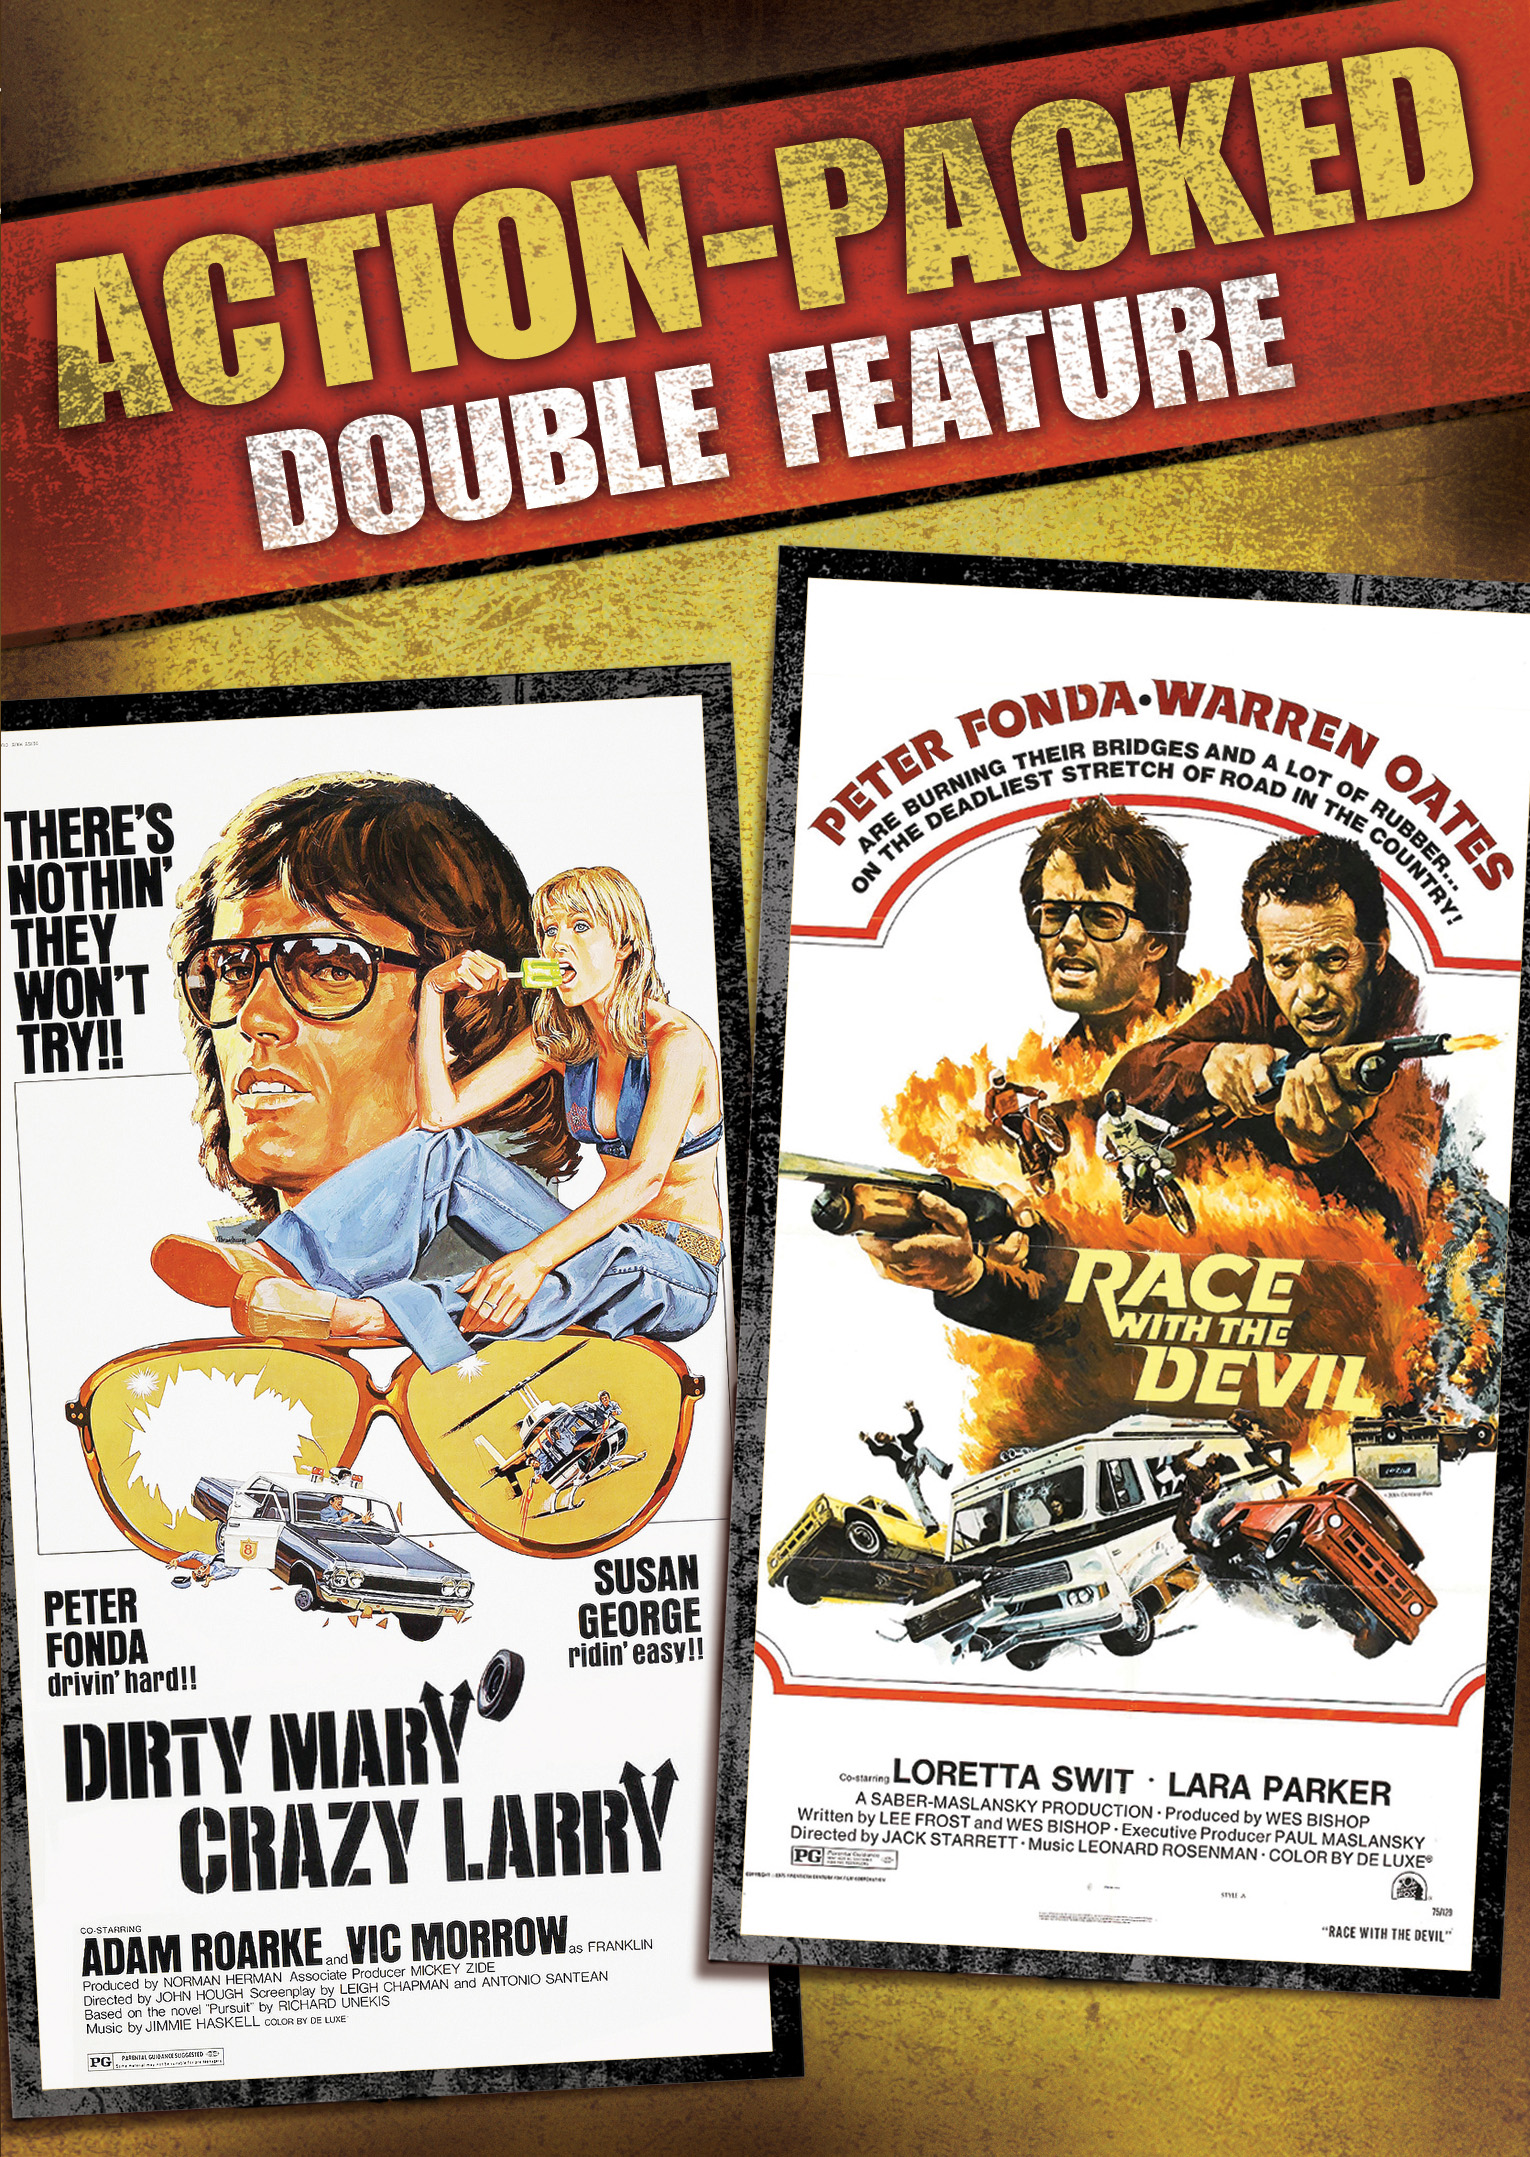 ACTION-PACKED
DOUBLE FEATURE
THERE'S
NOTHIN'
THEY
WON'T
TRY!!
8
PETER
FONDA
drivin' hard!!
SUSAN
GEORGE
ridin' easy!!
DIRTY MARY
CRAZY LARRY
CO-STARRING
ADAM ROARKE and VIC MORROW as FRANKLIN
Produced by NORMAN HERMAN Associate Producer MICKEY ZIDE
Directed by JOHN HOUGH Screenplay by LEIGH CHAPMAN and ANTONIO SANTEAN
Based on the novel "Pursuit" by RICHARD UNEKIS
Music by JIMMIE HASKELL COLOR BY DE LUXE
PG PARENTAL GUIDANCE SUGGESTED
PETER FONDA • WARREN OATES
ARE BURNING THEIR BRIDGES AND A LOT OF RUBBER...
ON THE DEADLIEST STRETCH OF ROAD IN THE COUNTRY!
RACE
WITH THE
DEVIL
Co-starring LORETTA SWIT · LARA PARKER
A SABER-MASLANSKY PRODUCTION · Produced by WES BISHOP
Written by LEE FROST and WES BISHOP · Executive Producer PAUL MASLANSKY
Directed by JACK STARRETT · Music LEONARD ROSENMAN · COLOR BY DE LUXE®
PG Parental Guidance
STYLE A
75/129
"RACE WITH THE DEVIL"